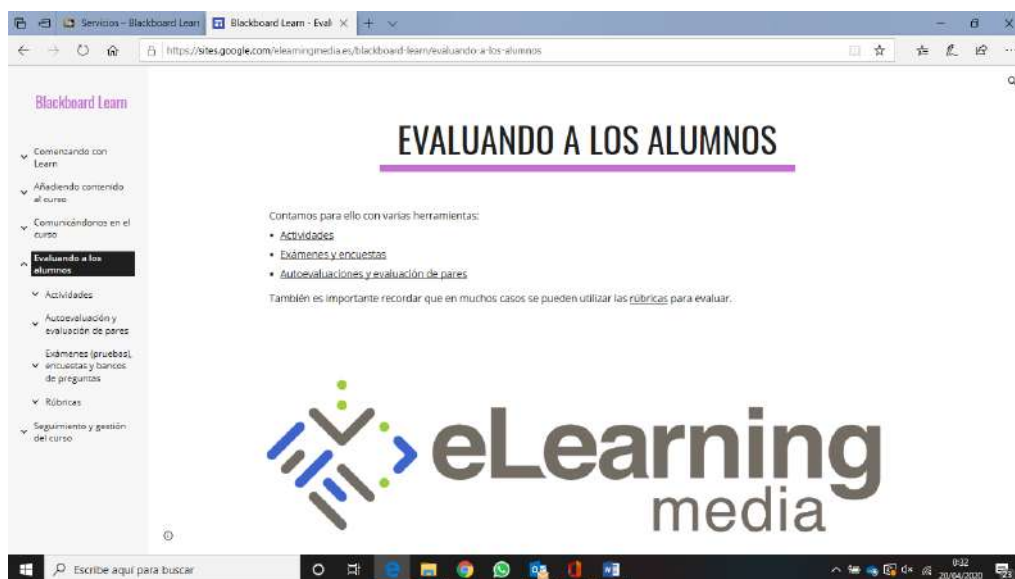 Servicios – Blackboard Learn
Blackboard Learn - Eval
https://sites.google.com/elearningmedia.es/blackboard-learn/evaluando-a-los-alumnos
Blackboard Learn
Comenzando con
Learn
Añadiendo contenido
al curso
Comunicándonos en el
curso
Evaluando a los
alumnos
Actividades
Autoevaluación y
evaluación de pares
Exámenes (pruebas),
encuestas y bancos
de preguntas
Rúbricas
Seguimiento y gestión
del curso
EVALUANDO A LOS ALUMNOS
Contamos para ello con varias herramientas:
• Actividades
• Exámenes y encuestas
• Autoevaluaciones y evaluación de pares
También es importante recordar que en muchos casos se pueden utilizar las rúbricas para evaluar.
eLearning
media
Escribe aquí para buscar
0:32
20/04/2020
23